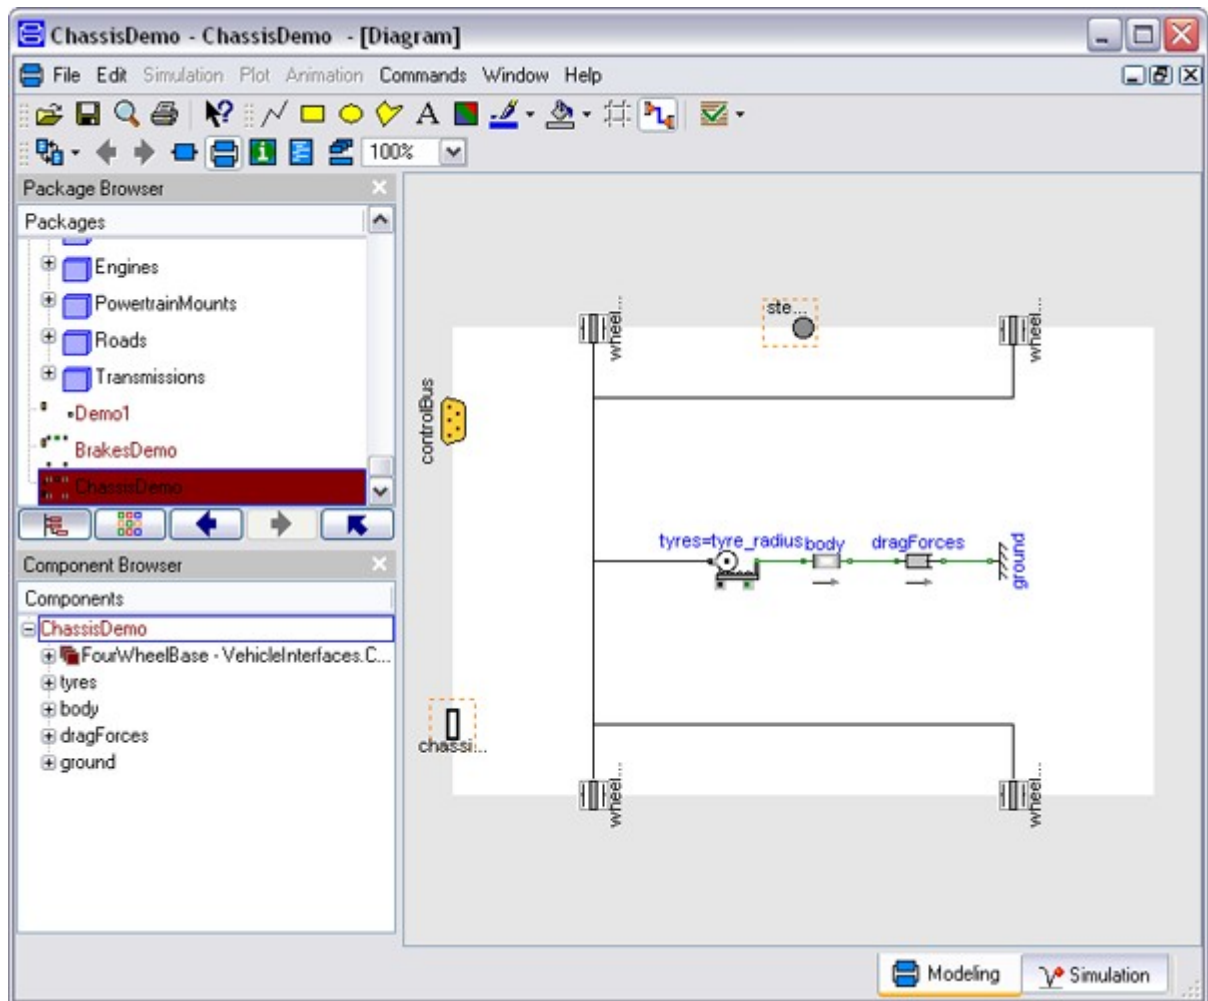 ChassisDemo - ChassisDemo - [Diagram]
File Edit Simulation Plot Animation Commands Window Help
A
100%
Package Browser
Packages
Engines
PowertrainMounts
Roads
Transmissions
Demo1
BrakesDemo
ChassisDemo
Component Browser
Components
ChassisDemo
FourWheelBase - VehicleInterfaces.C...
tyres
body
dragForces
ground
wheel...
ste...
wheel...
controlBus
tyres=tyre_radius
body
dragForces
ground
chassi...
wheel...
wheel...
Modeling
Simulation